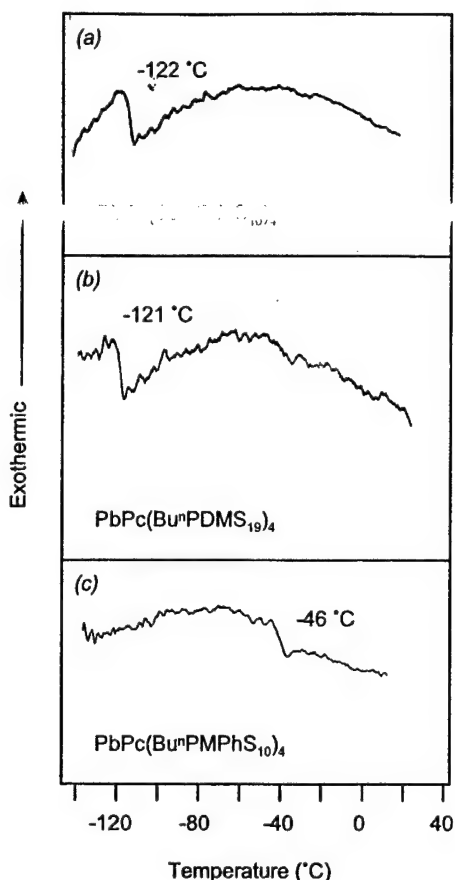 (a)
-122 °C
(b)
-121 °C
PbPc(BuⁿPDMS₁₉)₄
(c)
-46 °C
PbPc(BuⁿPMPhS₁₀)₄
Exothermic
-120 -80 -40 0 40
Temperature (°C)